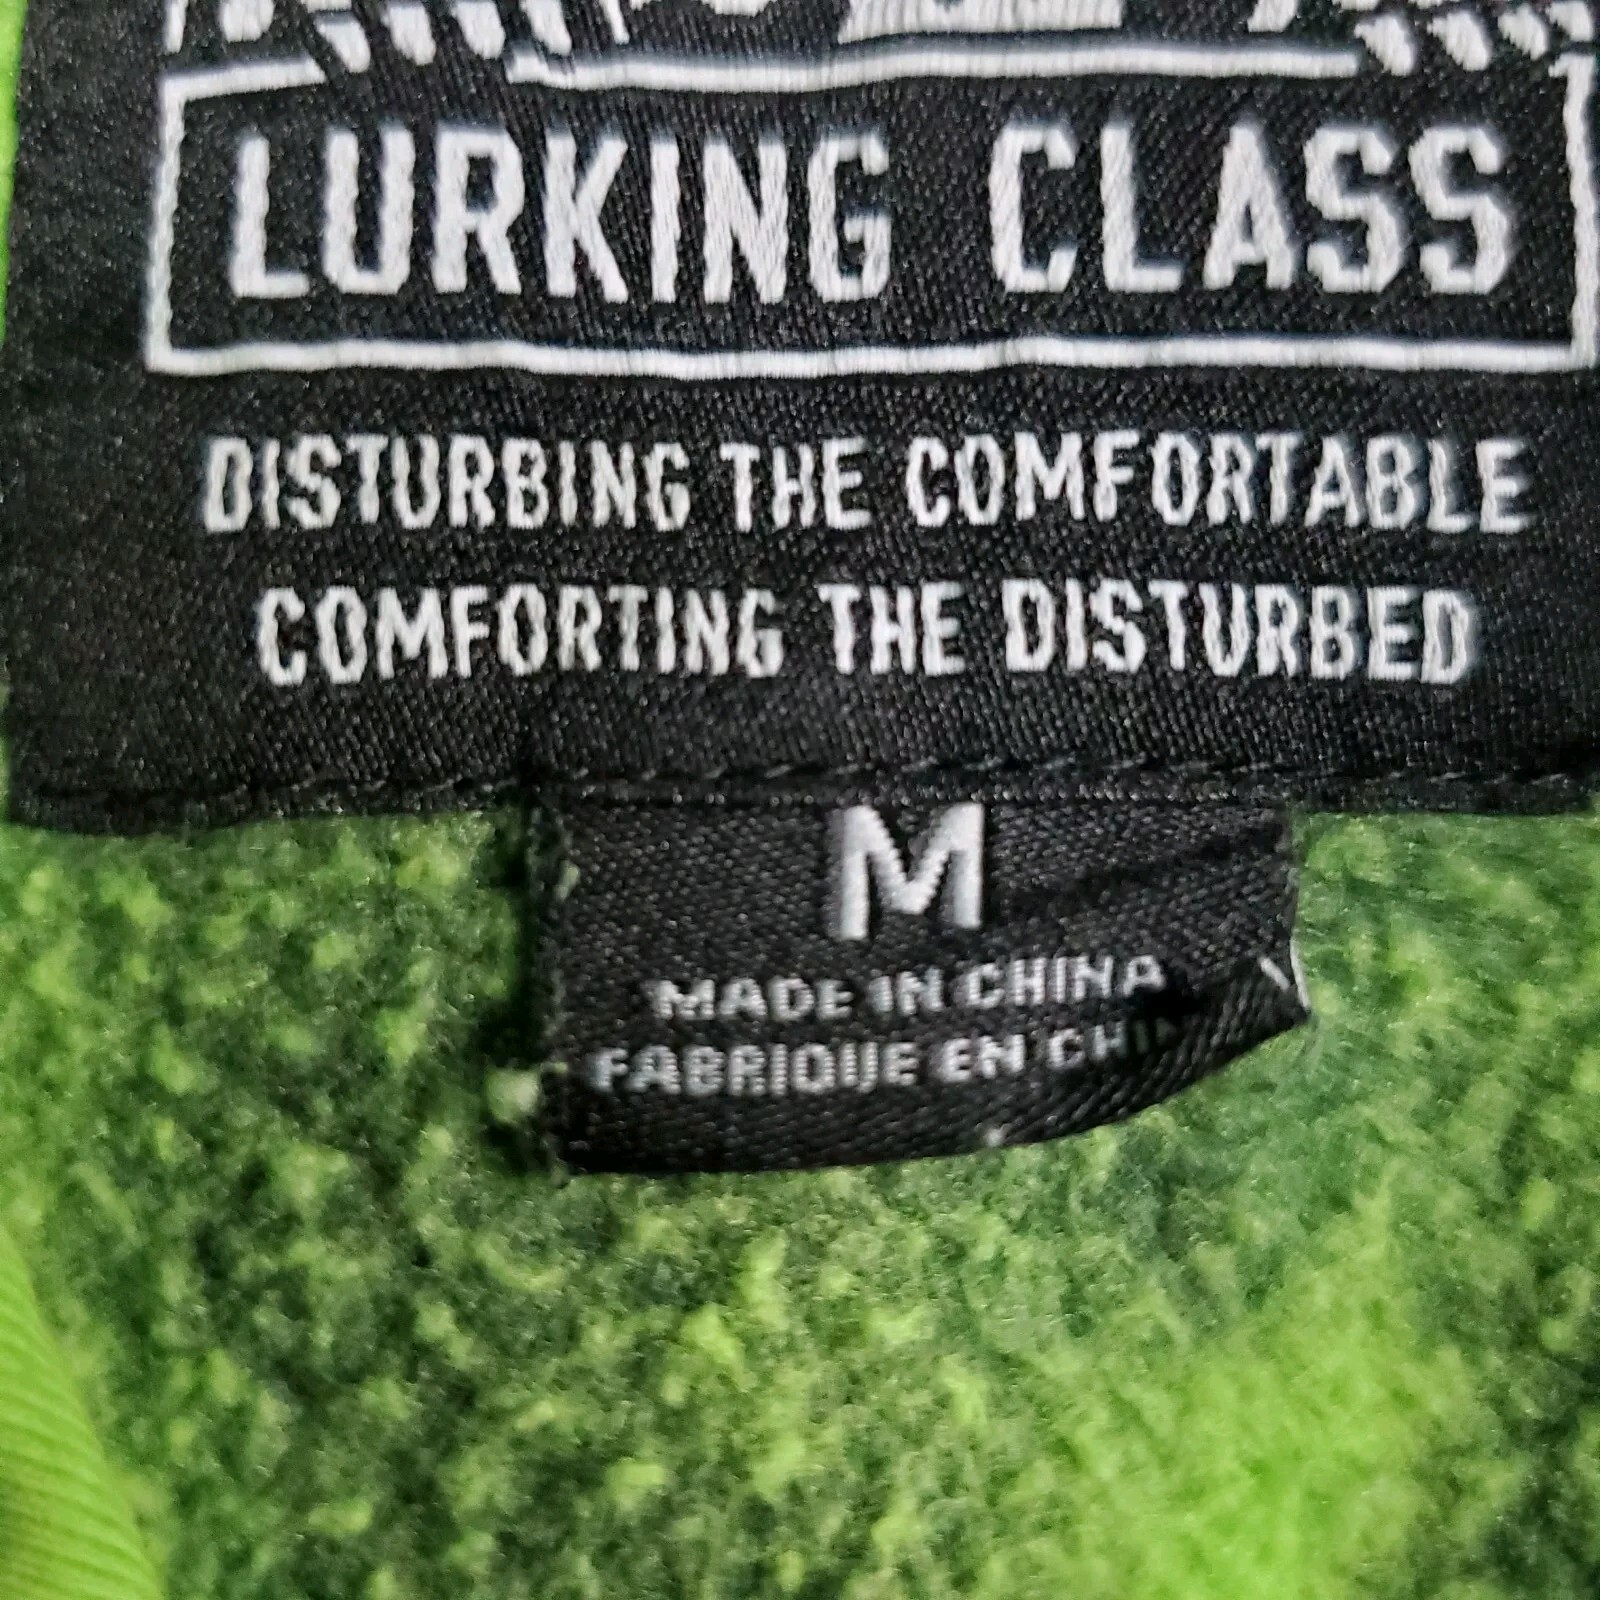 LURKING CLASS
DISTURBING THE COMFORTABLE
COMFORTING THE DISTURBED
M
MADE IN CHINA
FABRIQUE EN